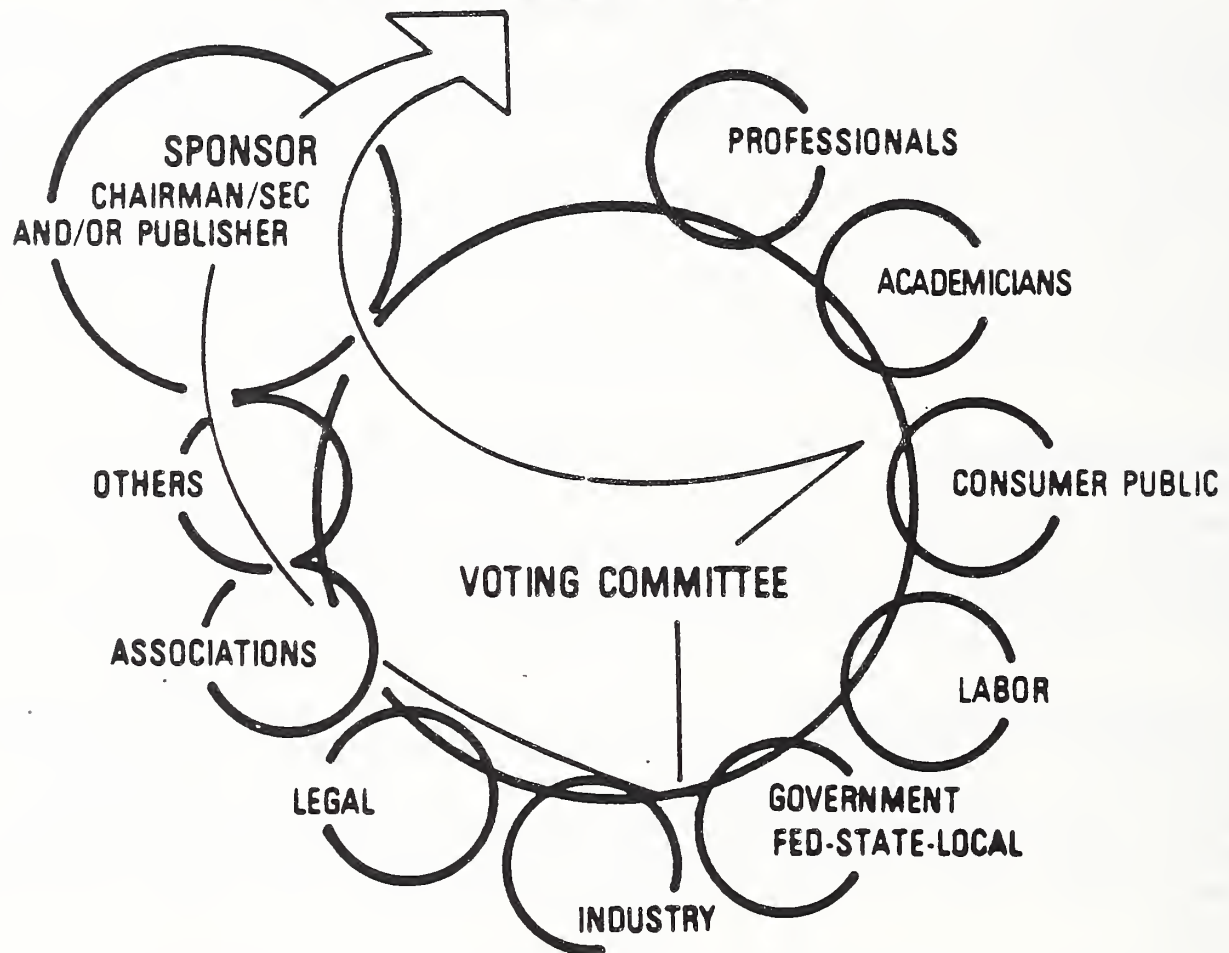 SPONSOR
CHAIRMAN/SEC
AND/OR PUBLISHER
PROFESSIONALS
ACADEMICIANS
CONSUMER PUBLIC
LABOR
GOVERNMENT
FED-STATE-LOCAL
INDUSTRY
LEGAL
ASSOCIATIONS
OTHERS
VOTING COMMITTEE